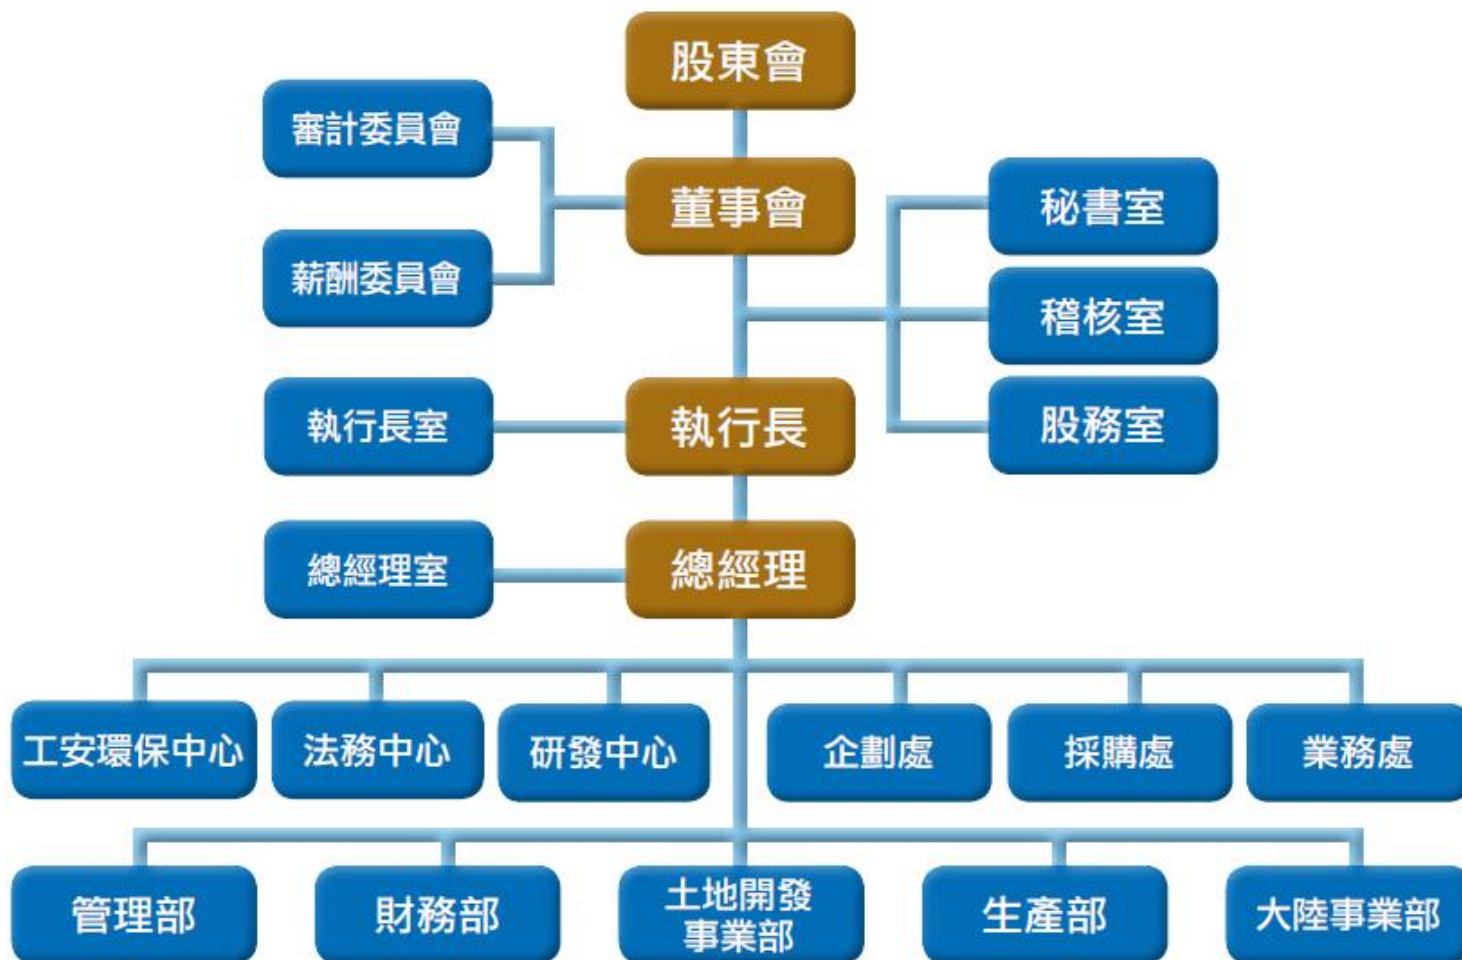 股東會
審計委員會
董事會
秘書室
薪酬委員會
稽核室
執行長室
執行長
股務室
總經理室
總經理
工安環保中心
法務中心
研發中心
企劃處
採購處
業務處
管理部
財務部
土地開發
事業部
生產部
大陸事業部